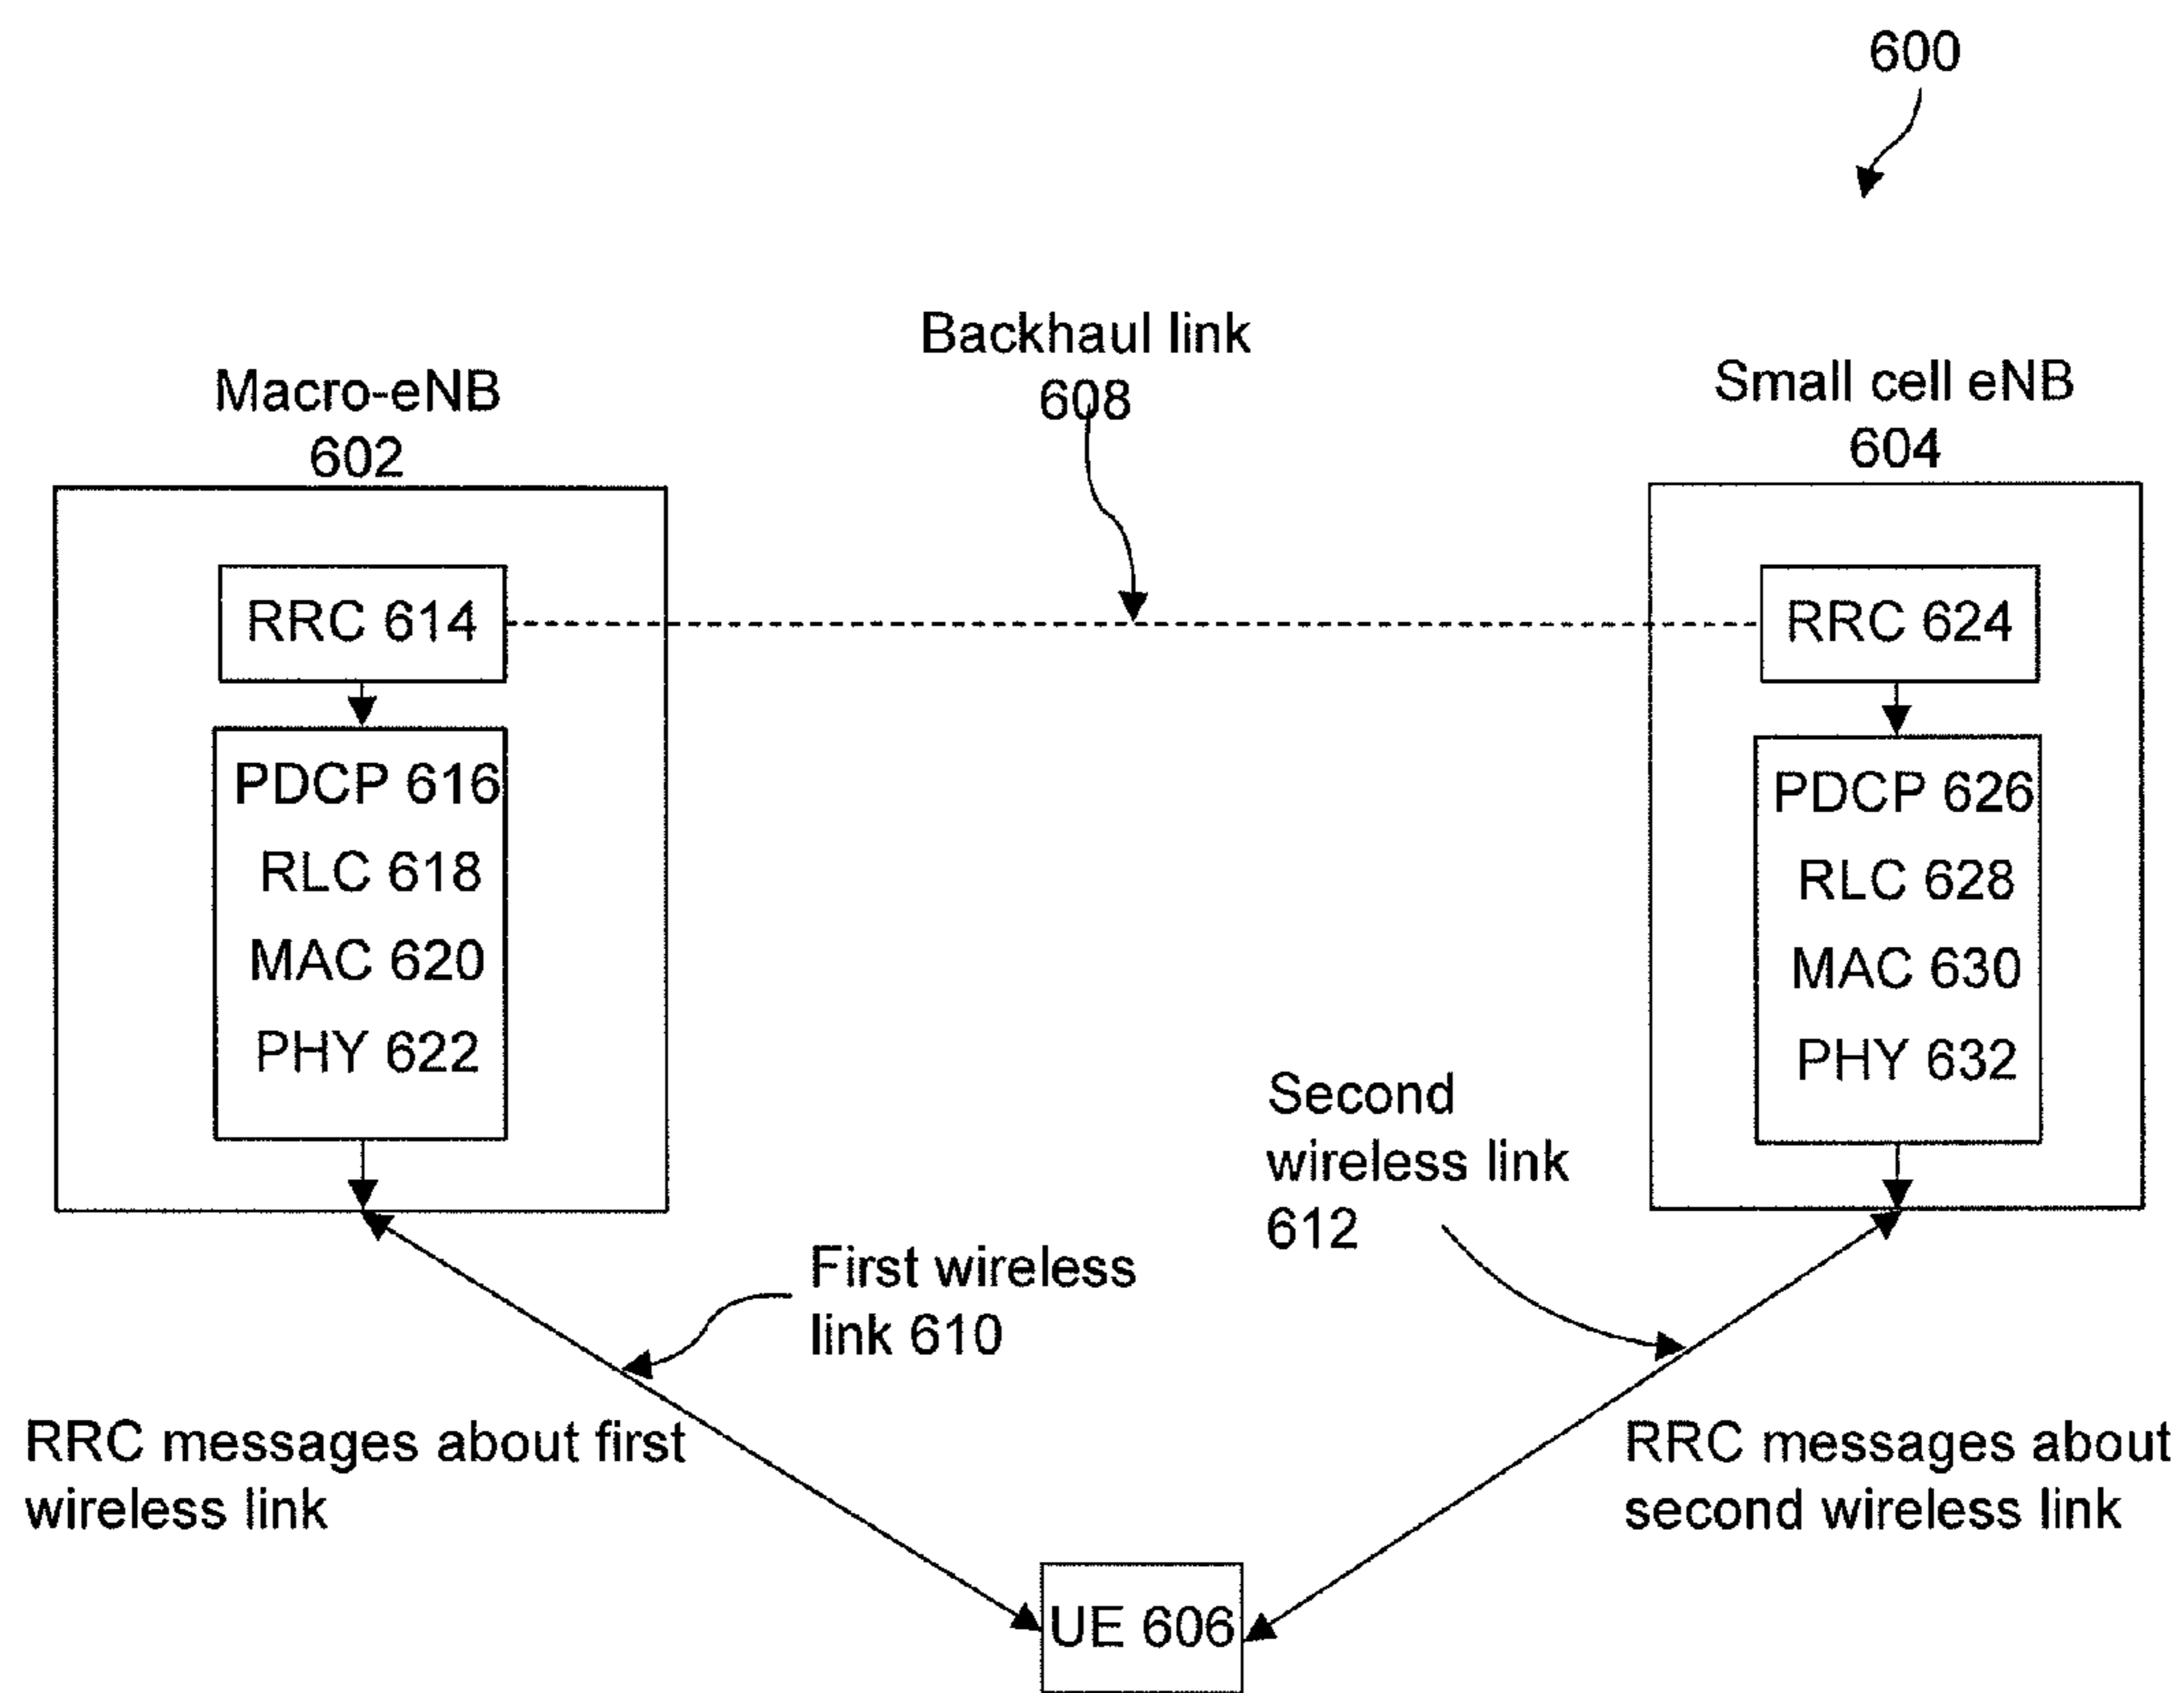 600
Backhaul link
608
Macro-eNB
602
Small cell eNB
604
RRC 614
RRC 624
PDCP 616
RLC 618
MAC 620
PHY 622
PDCP 626
RLC 628
MAC 630
PHY 632
Second
wireless link
612
First wireless
link 610
RRC messages about first
wireless link
RRC messages about
second wireless link
UE 606